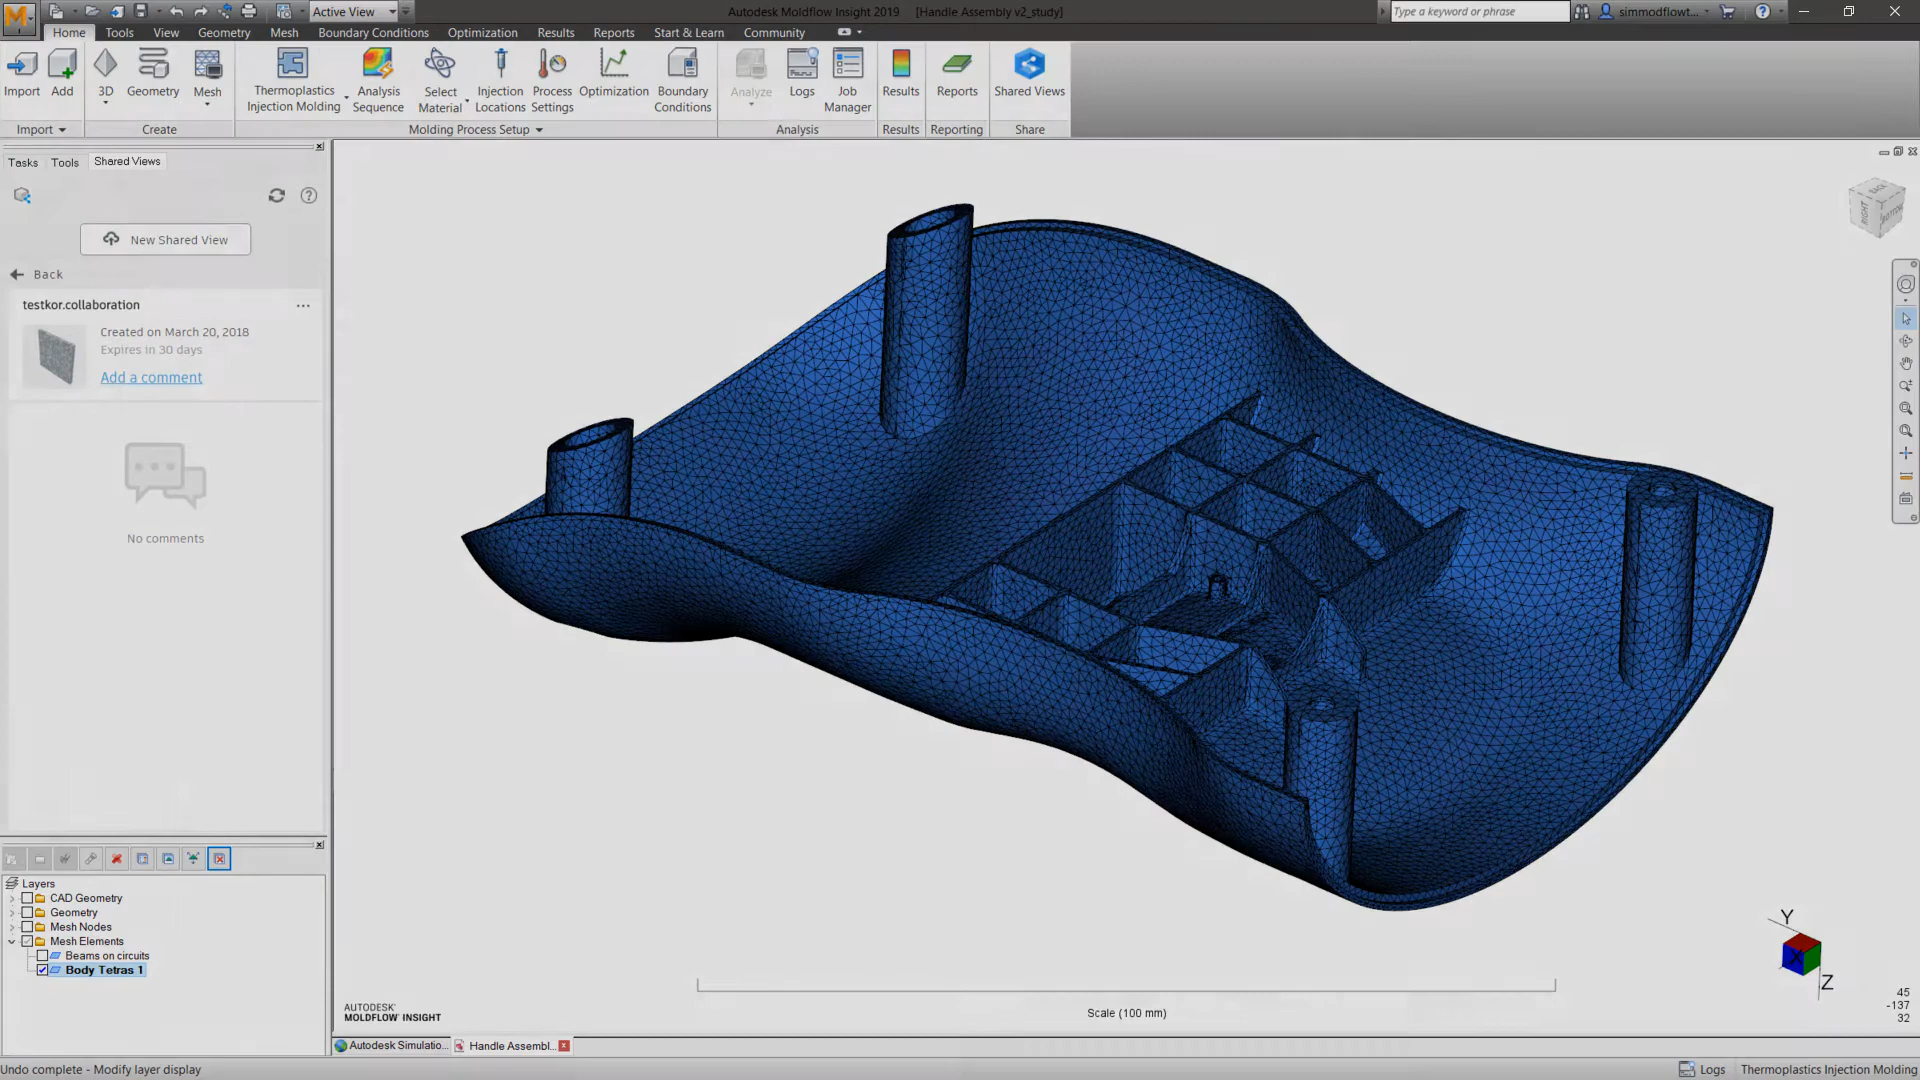 Active View
Autodesk Moldflow Insight 2019 [Handle Assembly v2_study]
Type a keyword or phrase
simmodflowt...
Home Tools View Geometry Mesh Boundary Conditions Optimization Results Reports Start & Learn Community
Import Add 3D Geometry Mesh
Thermoplastics
Injection Molding
Analysis
Sequence
Select
Material
Injection
Locations
Process
Settings
Optimization
Boundary
Conditions
Analyze
Logs
Job
Manager
Results
Reports
Shared Views
Import Create Molding Process Setup Analysis Results Reporting Share
Tasks Tools Shared Views
New Shared View
Back
testkor.collaboration
Created on March 20, 2018
Expires in 30 days
Add a comment
No comments
Layers
CAD Geometry
Geometry
Mesh Nodes
Mesh Elements
Beams on circuits
Body Tetras 1
BACK
RIGHT
BOTTOM
Y
X
Z
45
-137
32
AUTODESK
MOLDFLOW INSIGHT
Scale (100 mm)
Autodesk Simulatio...
Handle Assembl...
Undo complete - Modify layer display
Logs
Thermoplastics Injection Molding